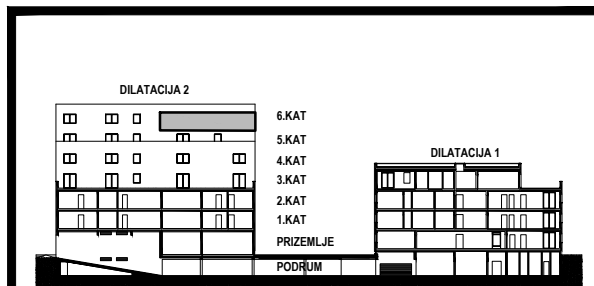 DILATACIJA 2
6.KAT
5.KAT
4.KAT
DILATACIJA 1
3.KAT
2.KAT
1.KAT
PRIZEMLJE
PODRUM